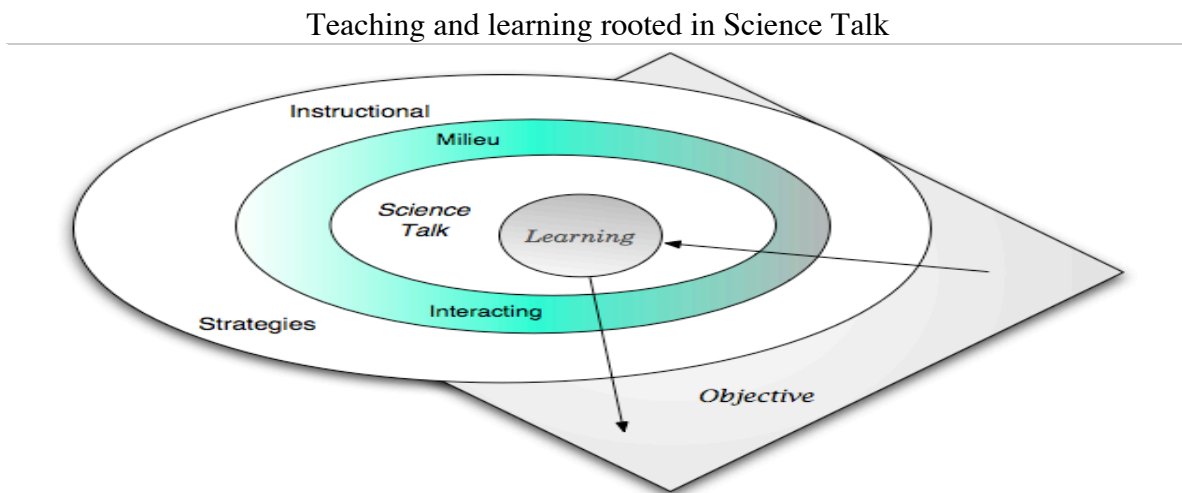 Teaching and learning rooted in Science Talk
Instructional
Milieu
Science
Talk
Learning
Interacting
Strategies
Objective